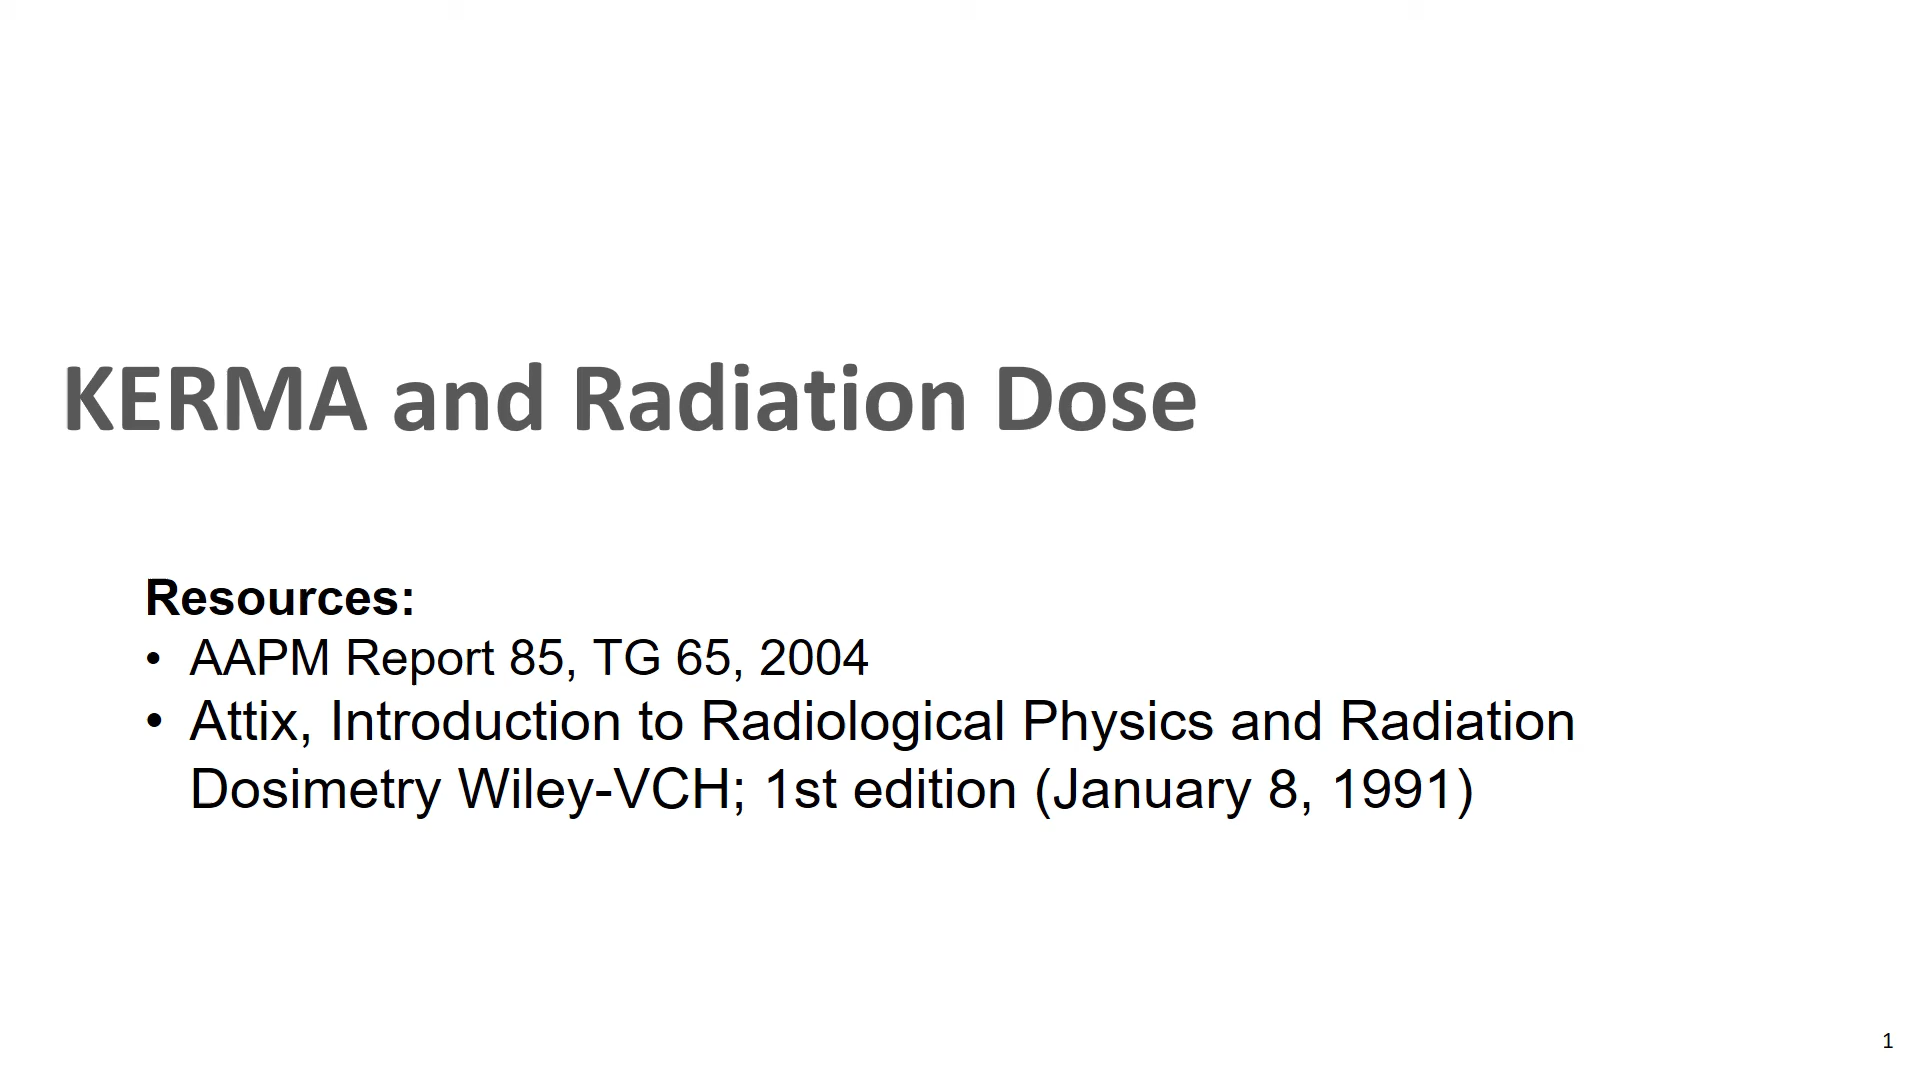 KERMA and Radiation Dose
Resources:
• AAPM Report 85, TG 65, 2004
• Attix, Introduction to Radiological Physics and Radiation
Dosimetry Wiley-VCH; 1st edition (January 8, 1991)
1